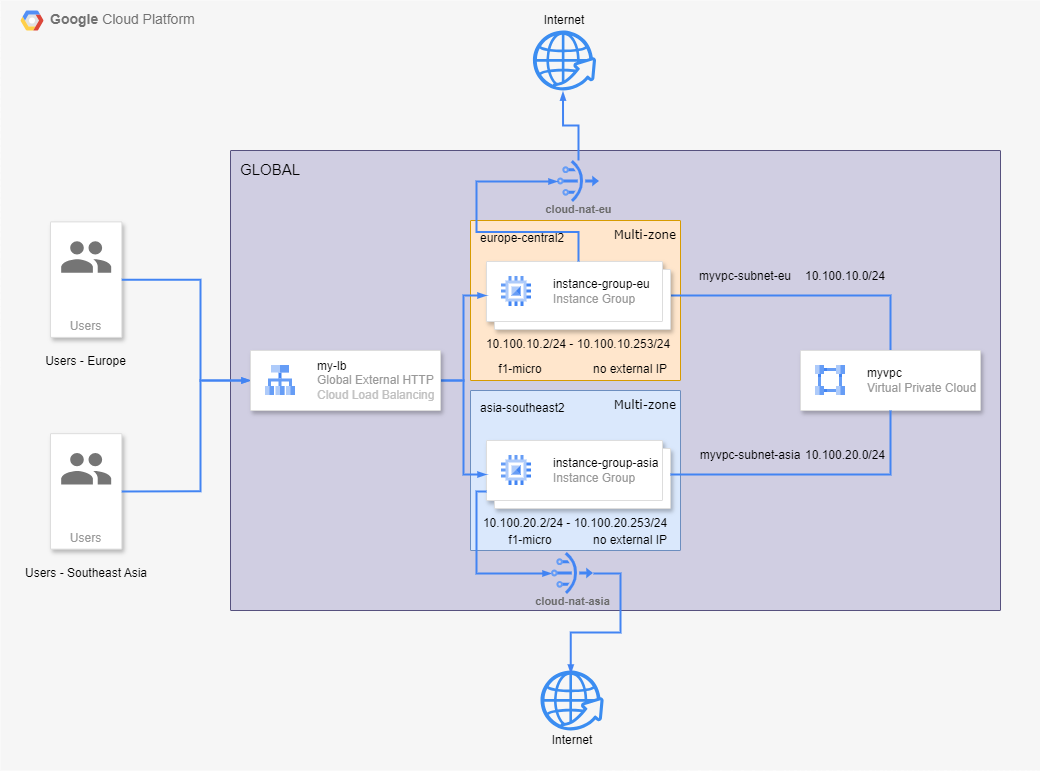 Google Cloud Platform
Internet
GLOBAL
cloud-nat-eu
europe-central2
Multi-zone
instance-group-eu
Instance Group
10.100.10.2/24 - 10.100.10.253/24
f1-micro
no external IP
myvpc-subnet-eu
10.100.10.0/24
Users
Users - Europe
my-lb
Global External HTTP
Cloud Load Balancing
myvpc
Virtual Private Cloud
asia-southeast2
Multi-zone
instance-group-asia
Instance Group
10.100.20.2/24 - 10.100.20.253/24
f1-micro
no external IP
myvpc-subnet-asia
10.100.20.0/24
Users
Users - Southeast Asia
cloud-nat-asia
Internet